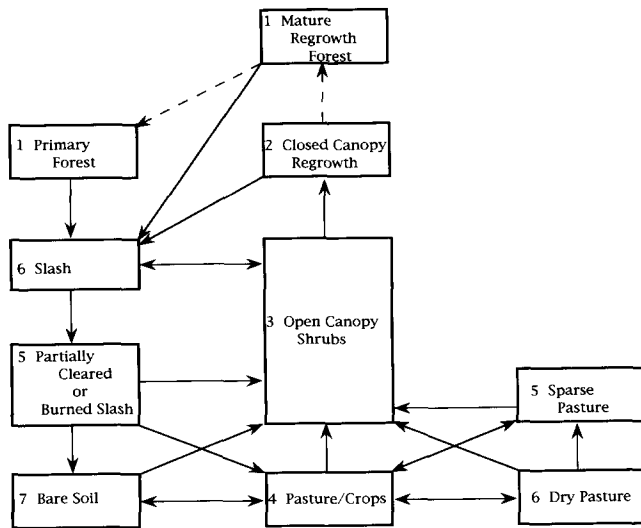 1 Mature
Regrowth
Forest
1 Primary
Forest
2 Closed Canopy
Regrowth
6 Slash
3 Open Canopy
Shrubs
5 Partially
Cleared
or
Burned Slash
5 Sparse
Pasture
7 Bare Soil
4 Pasture/Crops
6 Dry Pasture